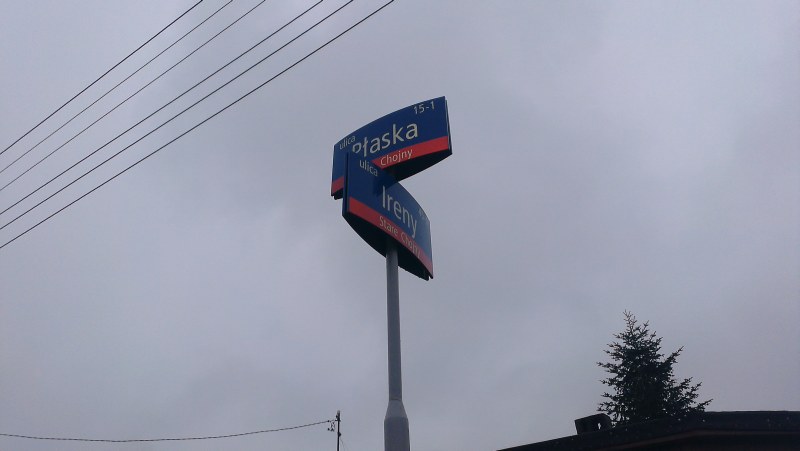 15-1
ulica
Płaska
Chojny
ulica
Ireny
Stare Chojny